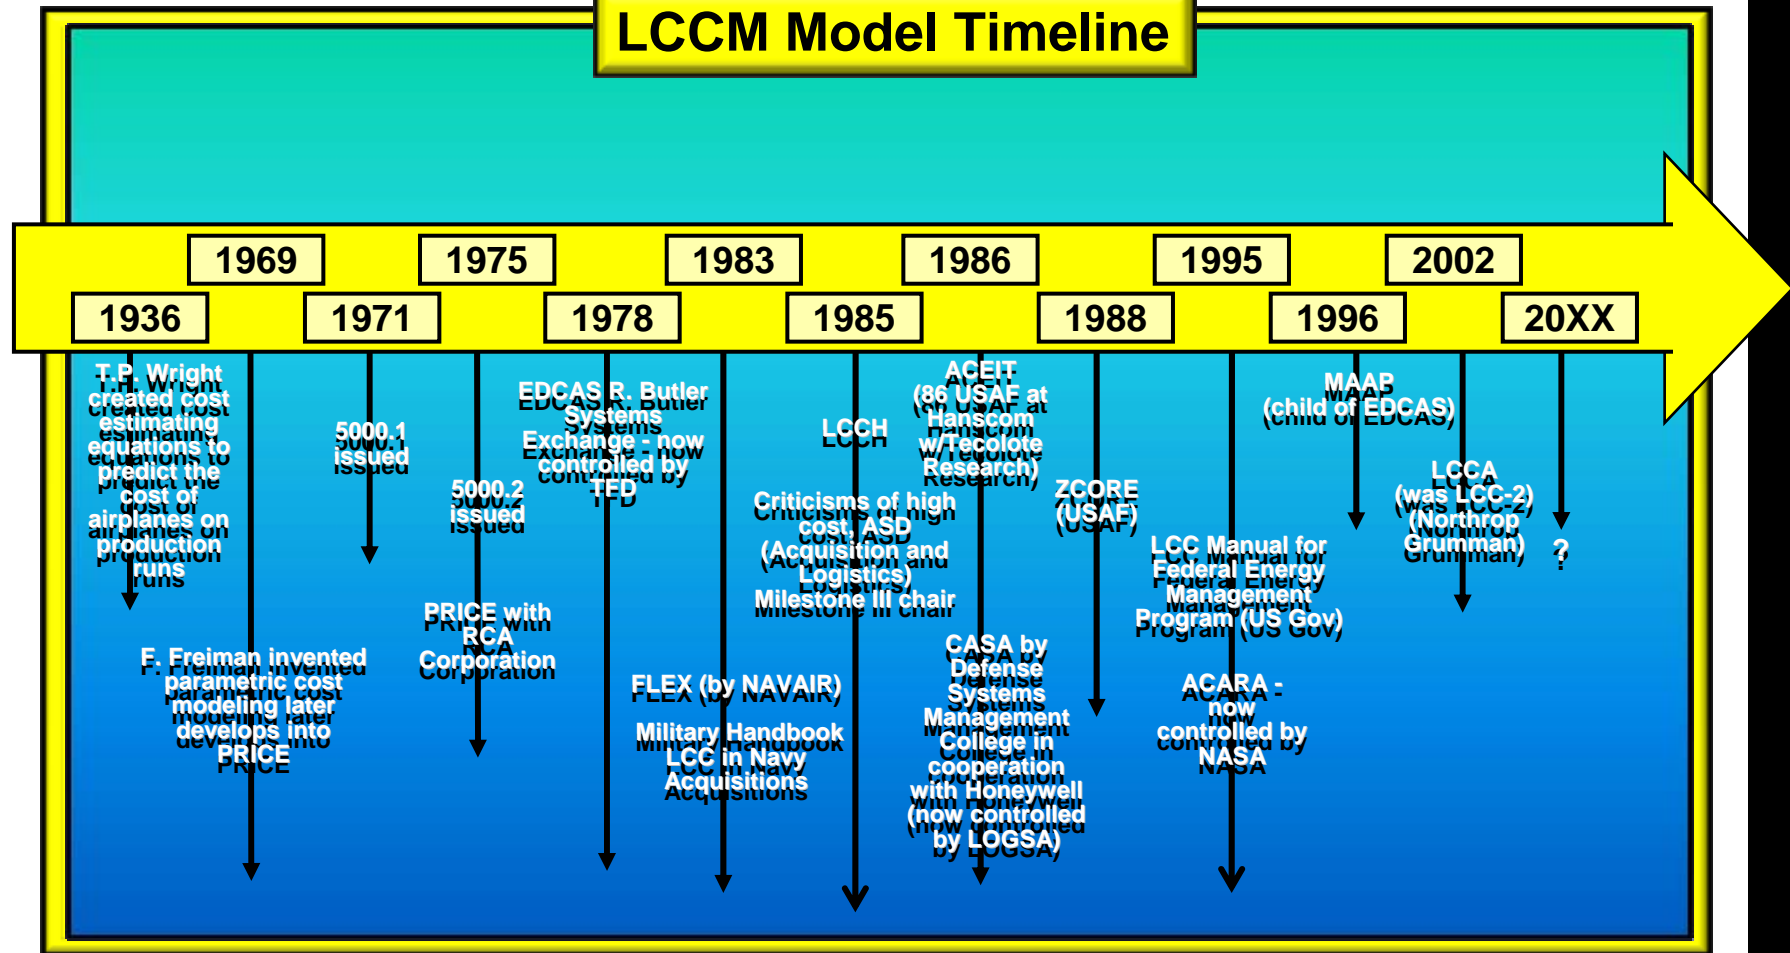 LCCM Model Timeline
1969
1975
1983
1986
1995
2002
1936
1971
1978
1985
1988
1996
20XX
T.P. Wright
created cost
estimating
equations to
predict the
cost of
airplanes on
production
runs
F. Freiman invented
parametric cost
modeling later
develops into
PRICE
5000.1
issued
5000.2
issued
PRICE with
RCA
Corporation
EDCAS R. Butler
Systems
Exchange - now
controlled by
TFD
FLEX (by NAVAIR)
Military Handbook
LCC in Navy
Acquisitions
LCCH
Criticisms of high
cost, ASD
(Acquisition and
Logistics)
Milestone III chair
ACEIT
(86 USAF at
Hanscom
w/Tecolote
Research)
CASA by
Defense
Systems
Management
College in
cooperation
with Honeywell
(now controlled
by LOGSA)
ZCORE
(USAF)
LCC Manual for
Federal Energy
Management
Program (US Gov)
ACARA -
now
controlled by
NASA
MAAP
(child of EDCAS)
LCCA
(was LCC-2)
(Northrop
Grumman)
?